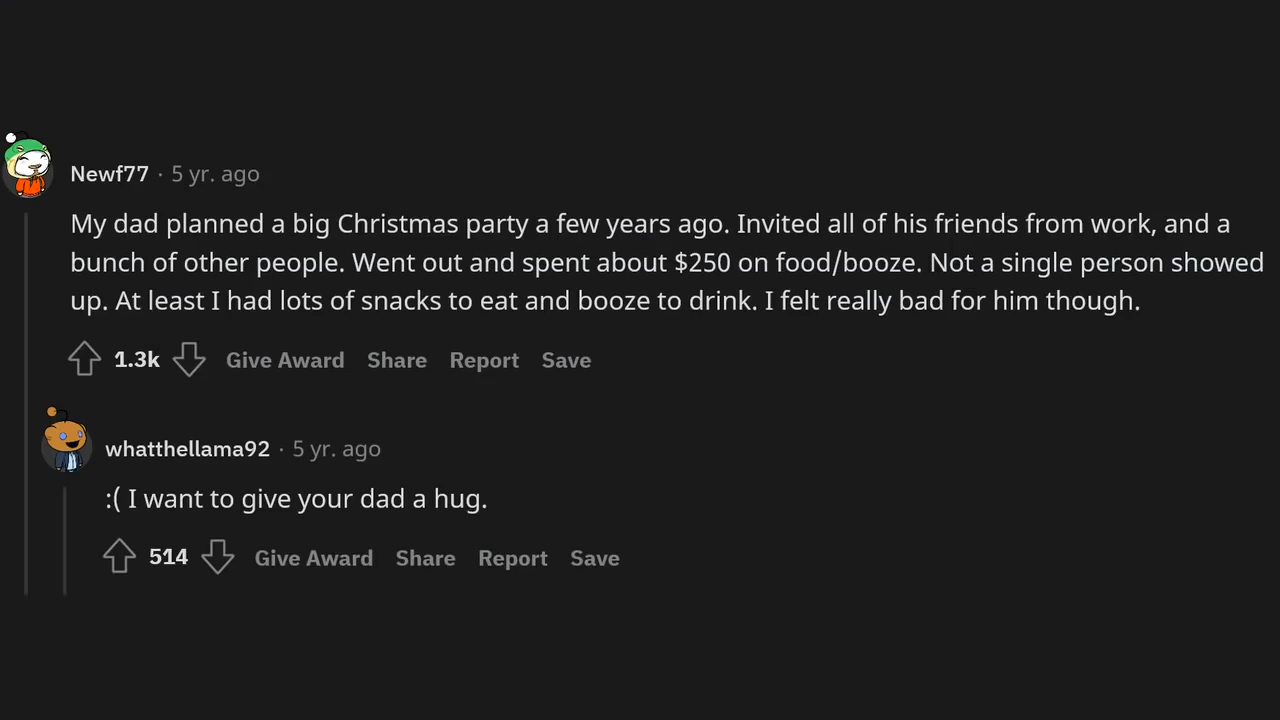 Newf77 · 5 yr. ago
My dad planned a big Christmas party a few years ago. Invited all of his friends from work, and a
bunch of other people. Went out and spent about $250 on food/booze. Not a single person showed
up. At least I had lots of snacks to eat and booze to drink. I felt really bad for him though.
1.3k Give Award Share Report Save
whatthellama92 · 5 yr. ago
:( I want to give your dad a hug.
514 Give Award Share Report Save